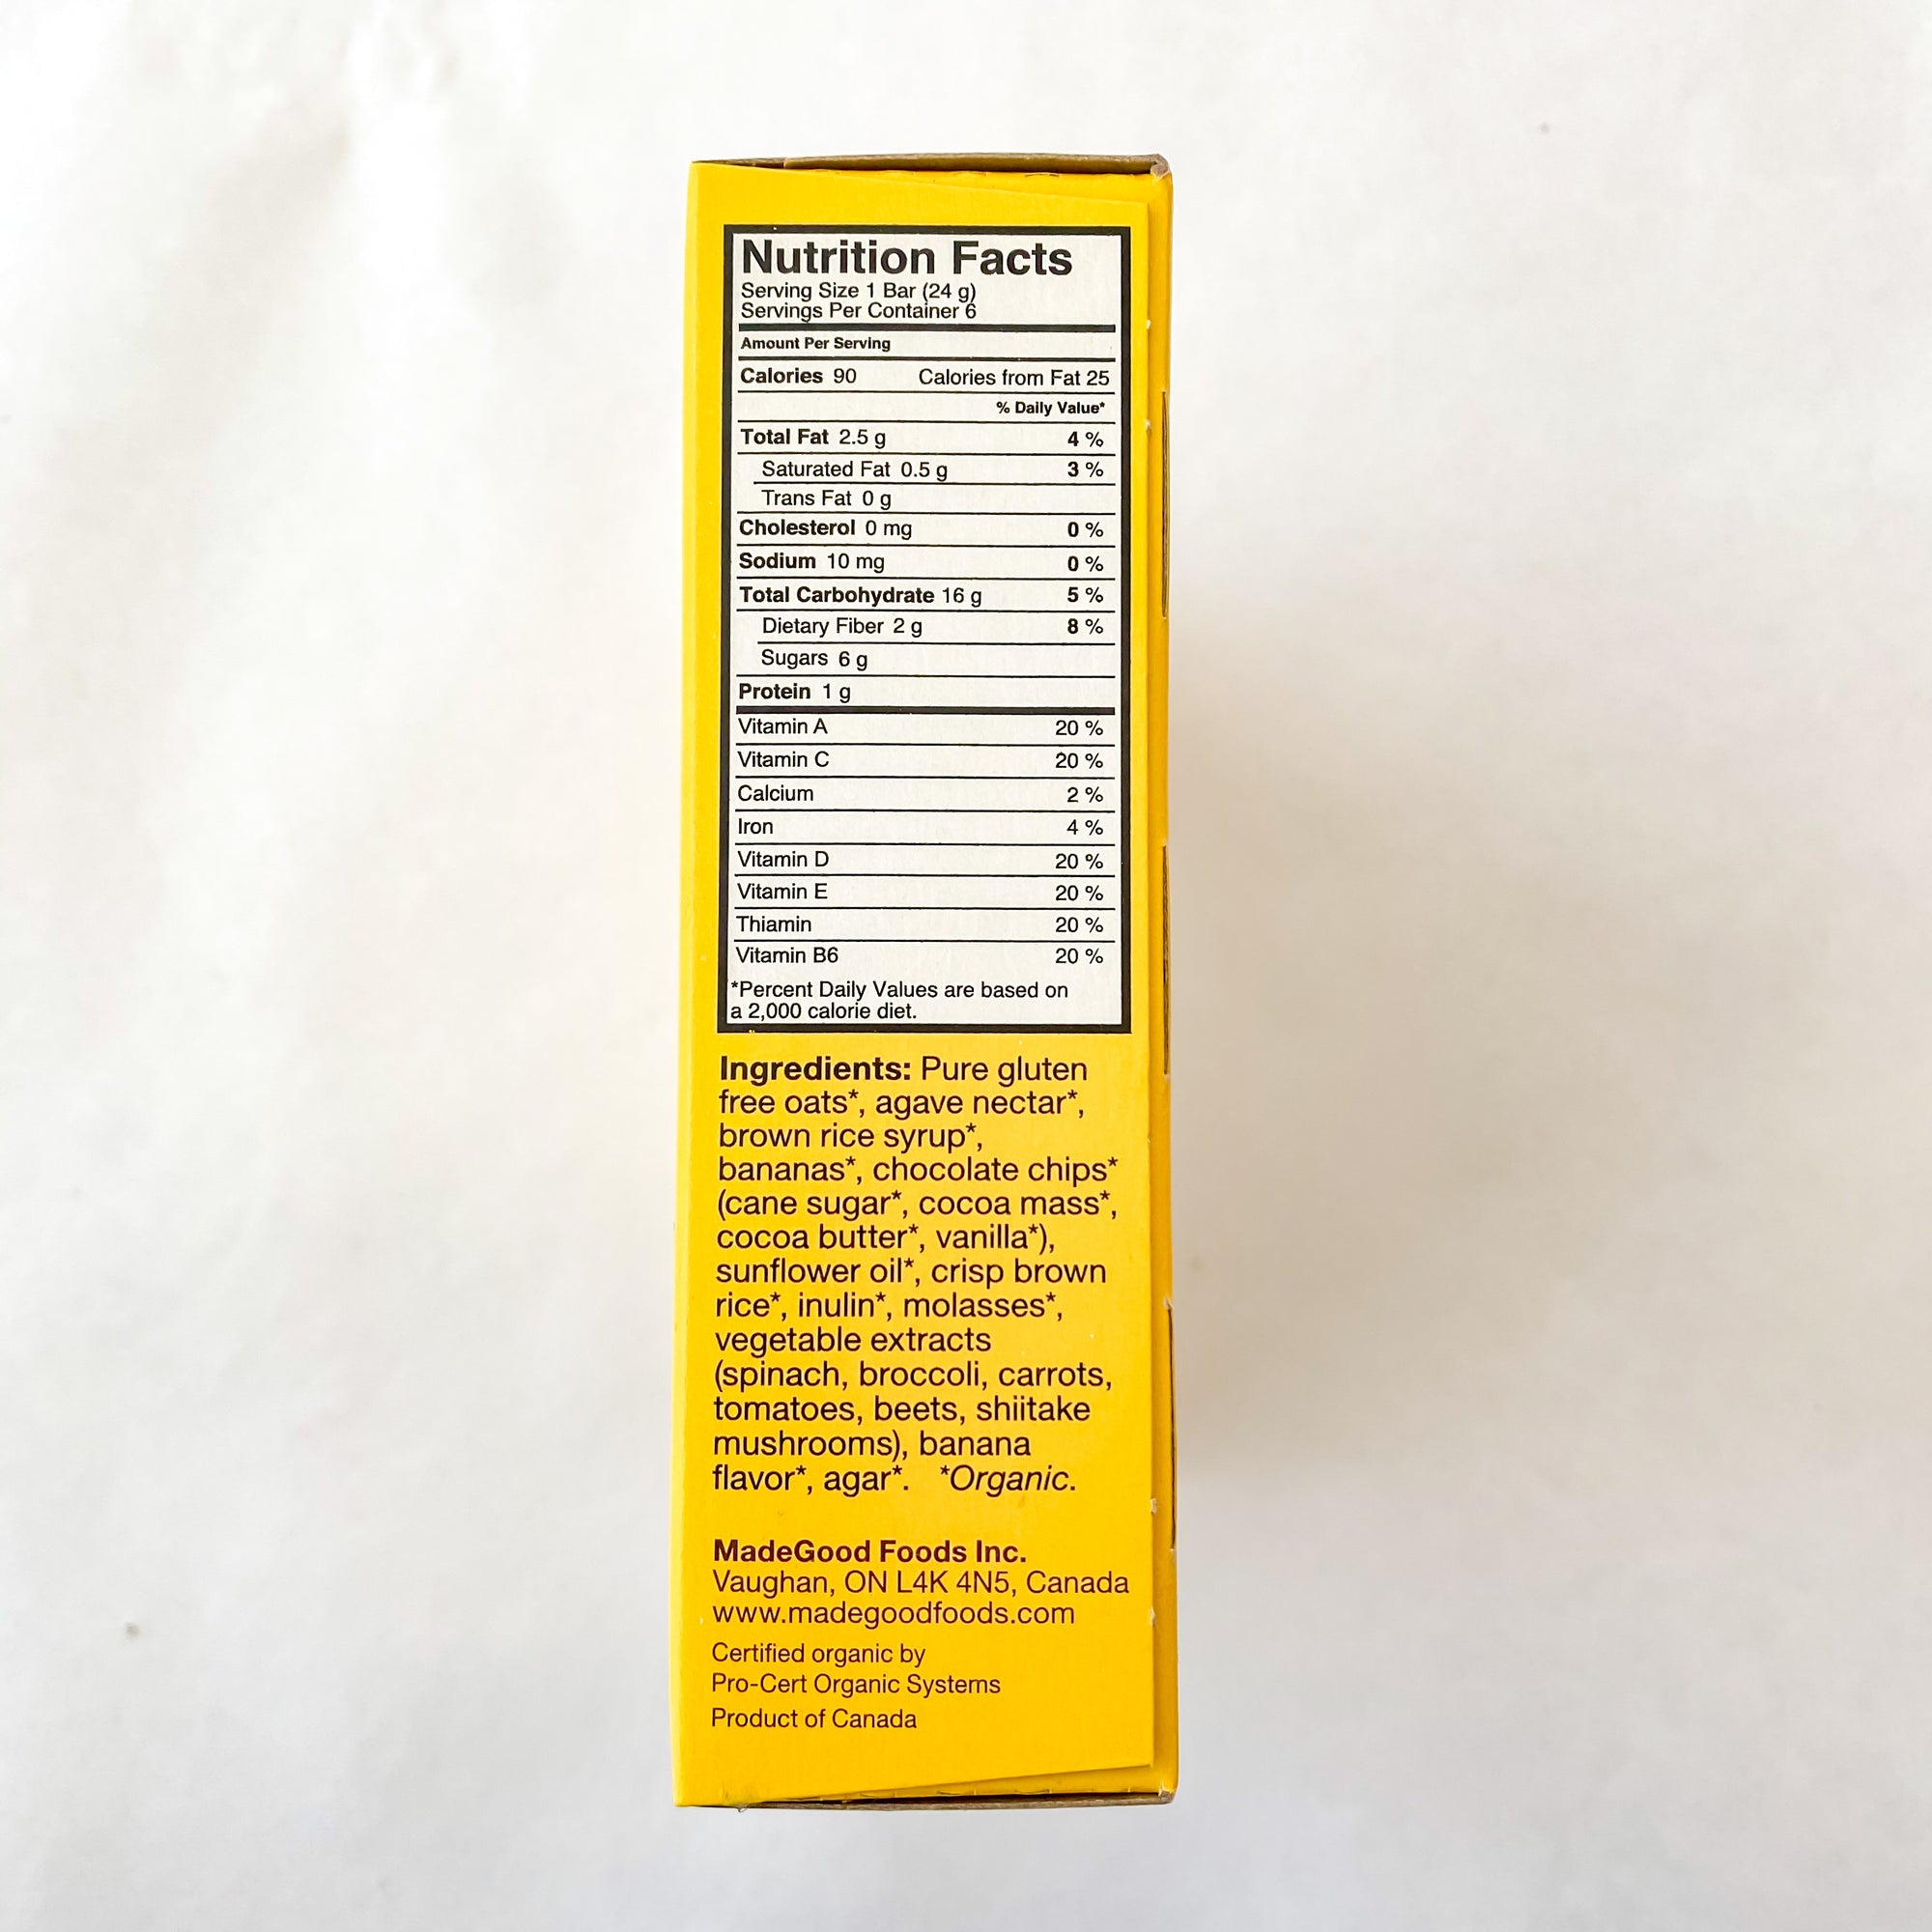 Nutrition Facts
Serving Size 1 Bar (24 g)
Servings Per Container 6
Amount Per Serving
Calories 90 Calories from Fat 25
% Daily Value*
Total Fat 2.5 g 4 %
Saturated Fat 0.5 g 3 %
Trans Fat 0 g
Cholesterol 0 mg 0 %
Sodium 10 mg 0 %
Total Carbohydrate 16 g 5 %
Dietary Fiber 2 g 8 %
Sugars 6 g
Protein 1 g
Vitamin A 20 %
Vitamin C 20 %
Calcium 2 %
Iron 4 %
Vitamin D 20 %
Vitamin E 20 %
Thiamin 20 %
Vitamin B6 20 %
*Percent Daily Values are based on
a 2,000 calorie diet.
Ingredients: Pure gluten
free oats*, agave nectar*,
brown rice syrup*,
bananas*, chocolate chips*
(cane sugar*, cocoa mass*,
cocoa butter*, vanilla*),
sunflower oil*, crisp brown
rice*, inulin*, molasses*,
vegetable extracts
(spinach, broccoli, carrots,
tomatoes, beets, shiitake
mushrooms), banana
flavor*, agar*. *Organic.
MadeGood Foods Inc.
Vaughan, ON L4K 4N5, Canada
www.madegoodfoods.com
Certified organic by
Pro-Cert Organic Systems
Product of Canada